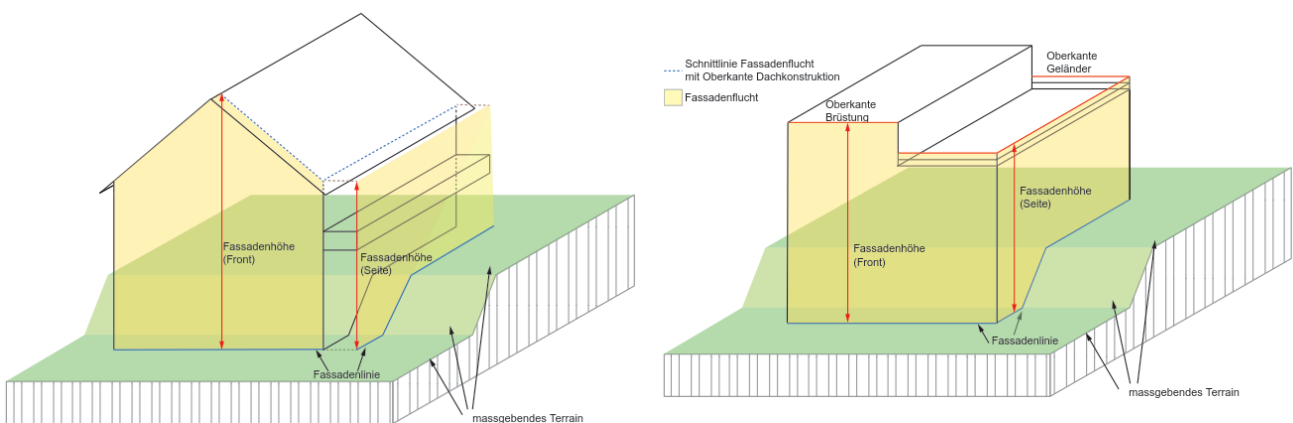 Fassadenhöhe
(Front)
Fassadenhöhe
(Seite)
Fassadenlinie
massgebendes Terrain
Schnittlinie Fassadenflucht
mit Oberkante Dachkonstruktion
Fassadenflucht
Oberkante
Brüstung
Oberkante
Geländer
Fassadenhöhe
(Front)
Fassadenhöhe
(Seite)
Fassadenlinie
massgebendes Terrain